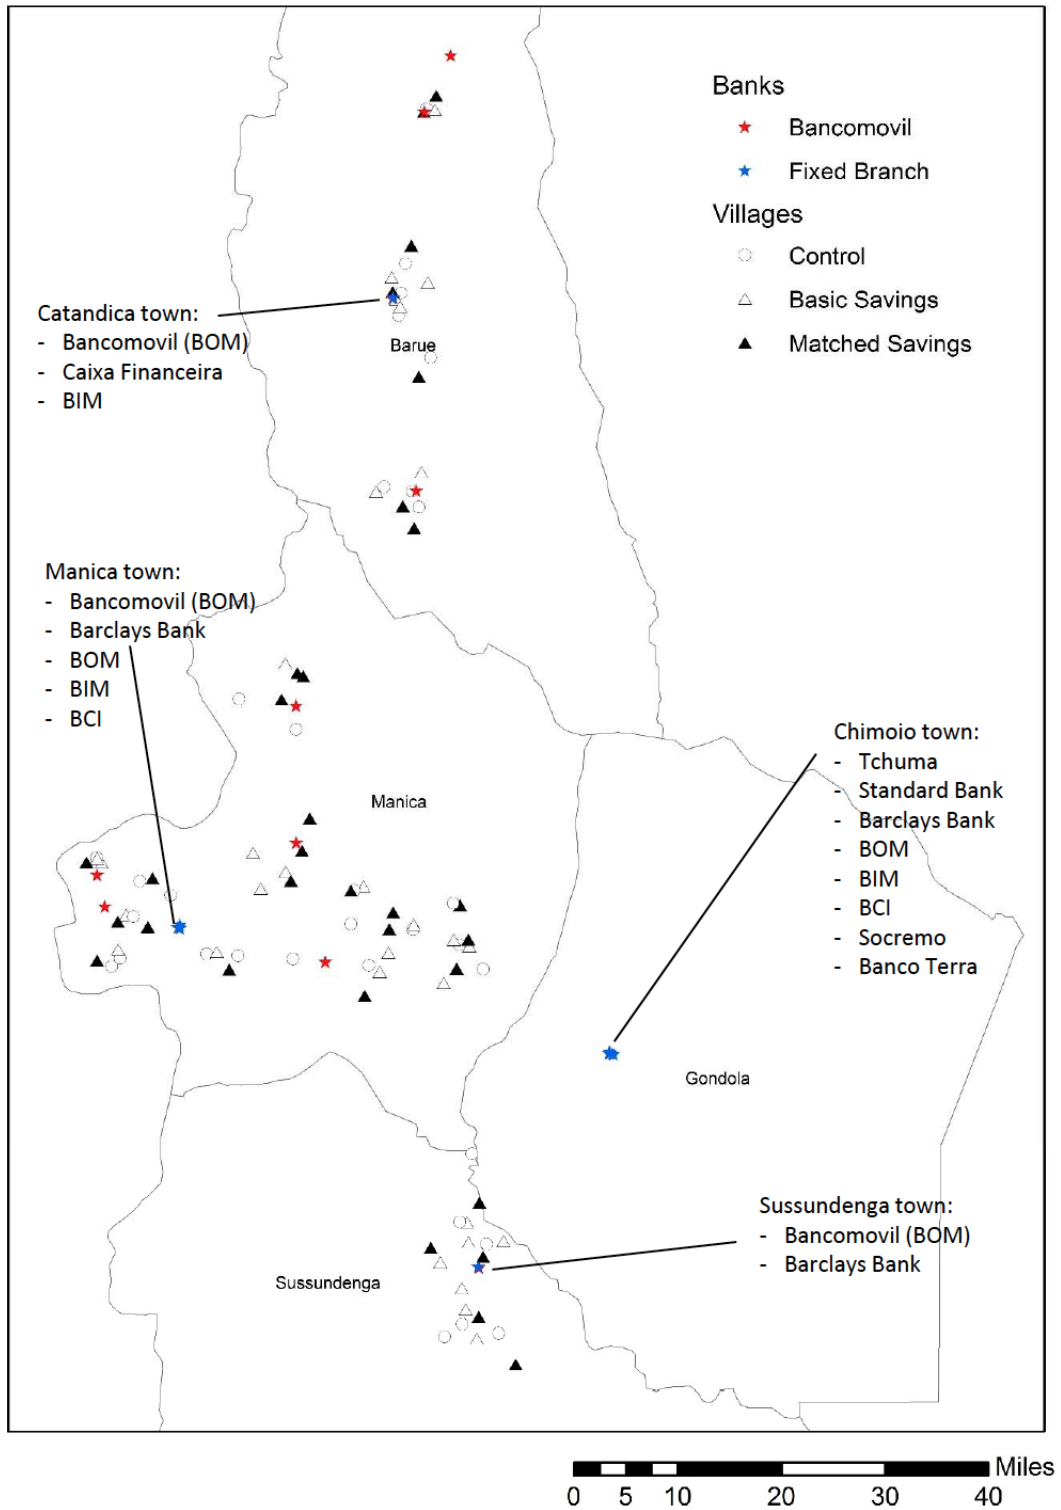 Banks
Bancomovil
Fixed Branch
Villages
Control
Basic Savings
Matched Savings
Catandica town:
- Bancomovil (BOM)
- Caixa Financeira
- BIM
Barue
Manica town:
- Bancomovil (BOM)
- Barclays Bank
- BOM
- BIM
- BCI
Manica
Chimoio town:
- Tchuma
- Standard Bank
- Barclays Bank
- BOM
- BIM
- BCI
- Socremo
- Banco Terra
Gondola
Sussundenga town:
- Bancomovil (BOM)
- Barclays Bank
Sussundenga
Miles
0 5 10 20 30 40